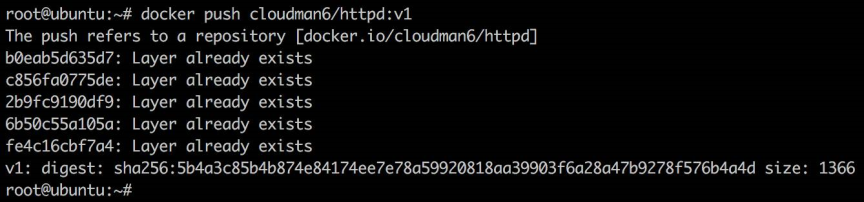 root@ubuntu:~# docker push cloudman6/httpd:v1
The push refers to a repository [docker.io/cloudman6/httpd]
b0eab5d635d7: Layer already exists
c856fa0775de: Layer already exists
2b9fc9190df9: Layer already exists
6b50c55a105a: Layer already exists
fe4c16cbf7a4: Layer already exists
v1: digest: sha256:5b4a3c85b4b874e84174ee7e78a59920818aa39903f6a28a47b9278f576b4a4d size: 1366
root@ubuntu:~#